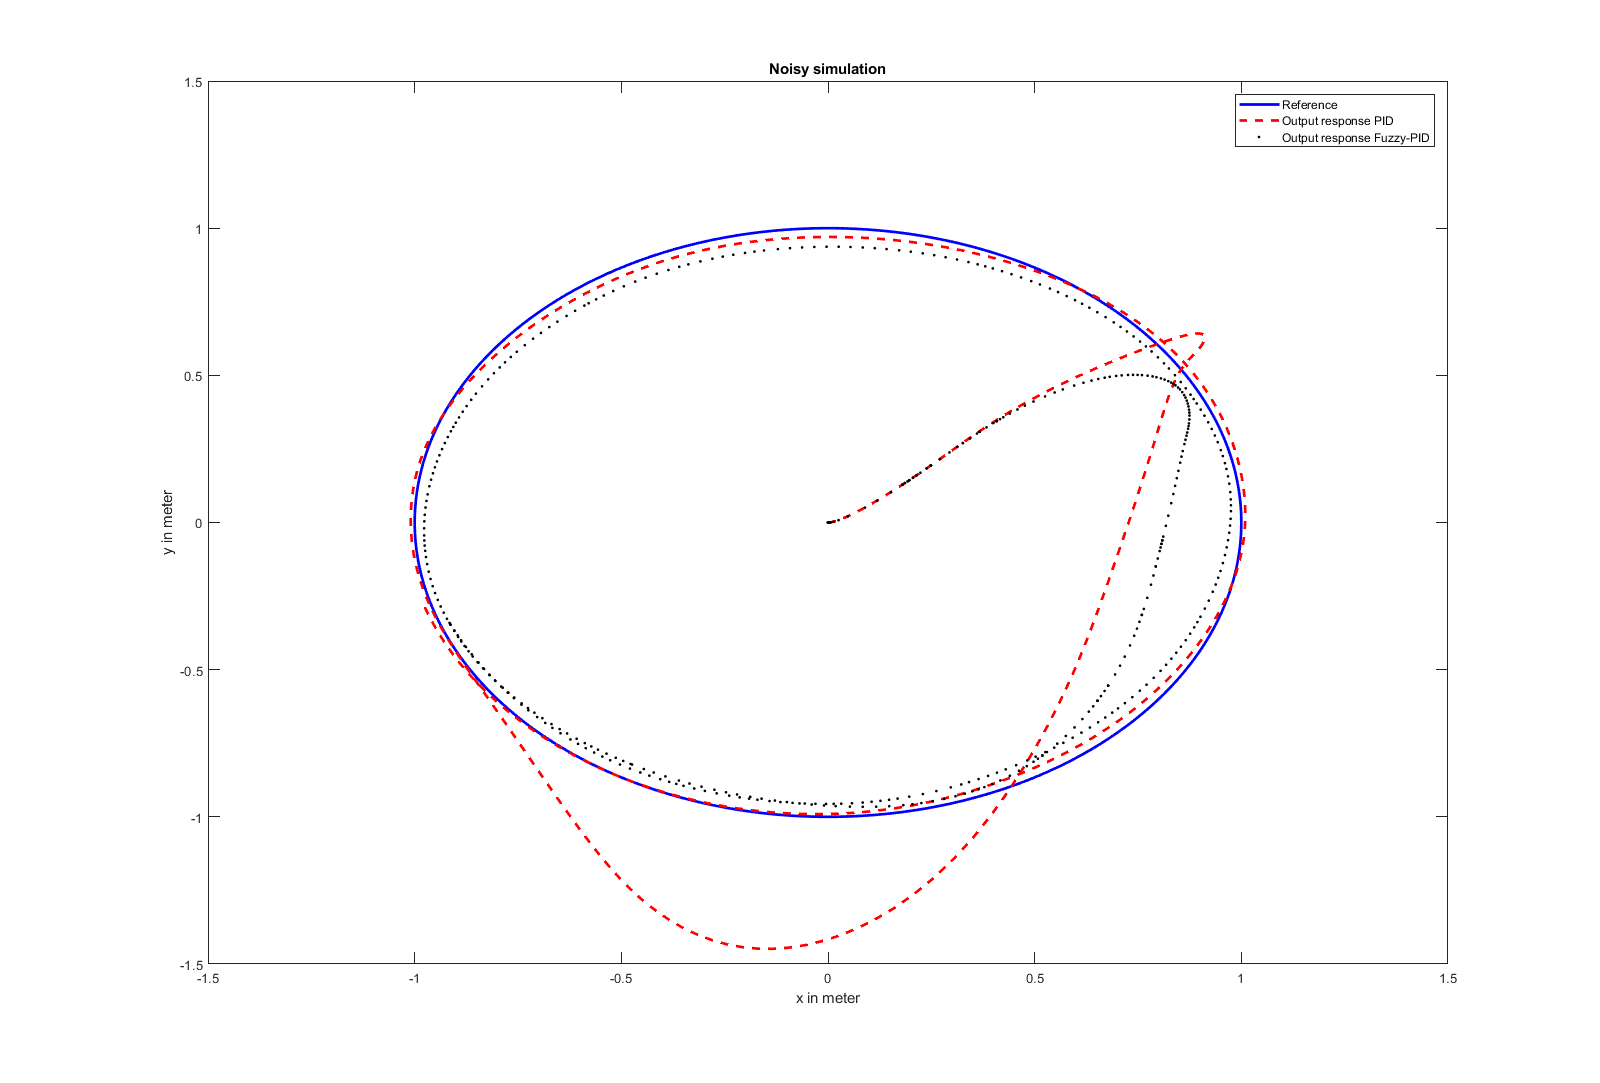 Noisy simulation
Reference
Output response PID
Output response Fuzzy-PID
1.5
1
0.5
0
-0.5
-1
-1.5
y in meter
-1.5
-1
-0.5
0
0.5
1
1.5
x in meter